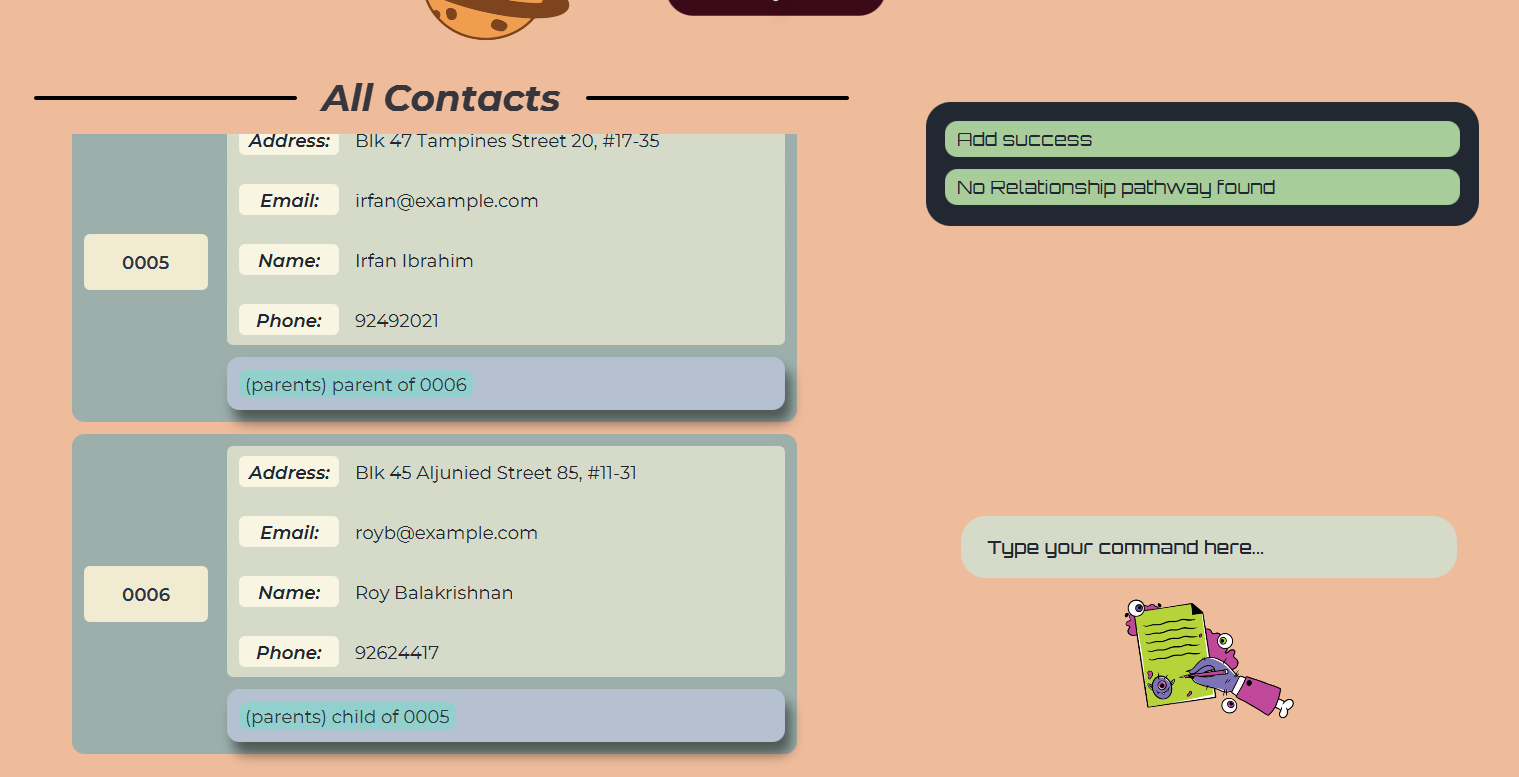 All Contacts
Address: Blk 47 Tampines Street 20, #17-35
Email: irfan@example.com
0005
Name: Irfan Ibrahim
Phone: 92492021
(parents) parent of 0006
Address: Blk 45 Aljunied Street 85, #11-31
Email: royb@example.com
0006
Name: Roy Balakrishnan
Phone: 92624417
(parents) child of 0005
Add success
No Relationship pathway found
Type your command here...